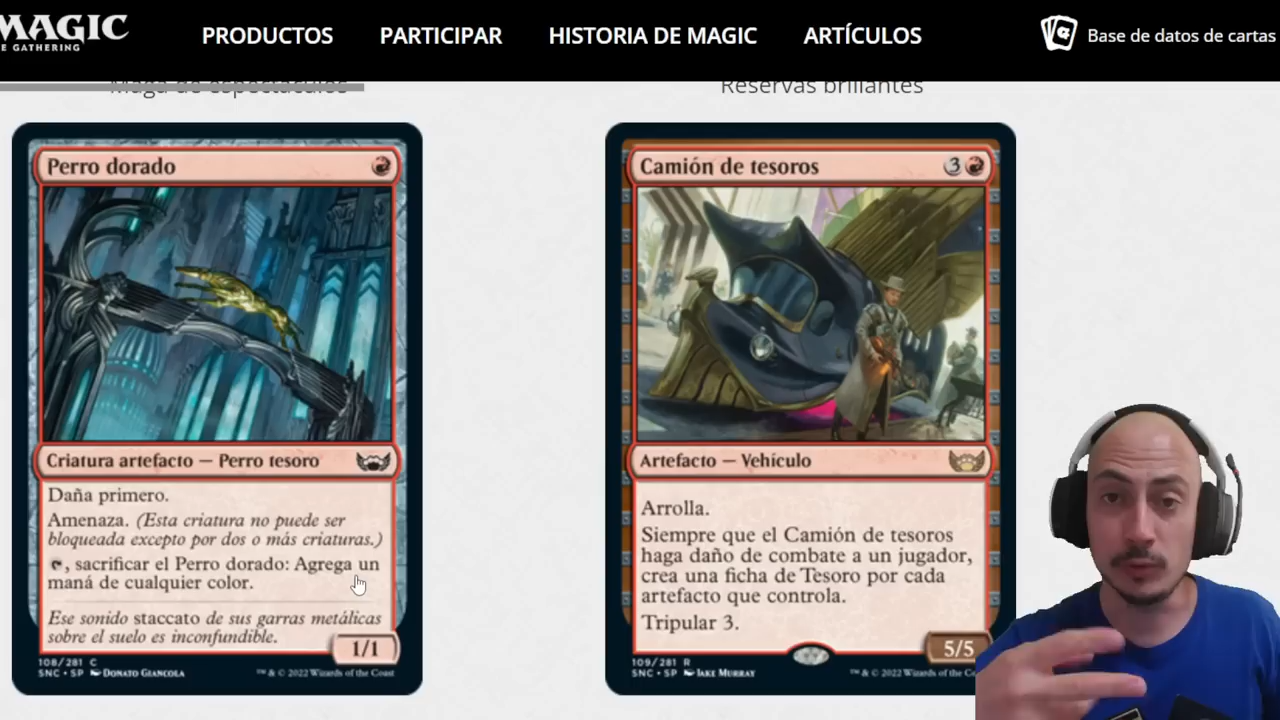 MAGIC
E GATHERING
PRODUCTOS
PARTICIPAR
HISTORIA DE MAGIC
ARTÍCULOS
Base de datos de cartas
Maga de espectáculos
Reservas brillantes
Perro dorado
Criatura artefacto — Perro tesoro
Daña primero.
Amenaza. (Esta criatura no puede ser
bloqueada excepto por dos o más criaturas.)
, sacrificar el Perro dorado: Agrega un
maná de cualquier color.
Ese sonido staccato de sus garras metálicas
sobre el suelo es inconfundible.
1/1
108/281 C
SNC • SP DONATO GIANCOLA
™ & © 2022 Wizards of the Coast
Camión de tesoros
3
Artefacto — Vehículo
Arrolla.
Siempre que el Camión de tesoros
haga daño de combate a un jugador,
crea una ficha de Tesoro por cada
artefacto que controla.
Tripular 3.
5/5
109/281 R
SNC • SP JAKE MURRAY
™ & © 2022 Wizards of the Co